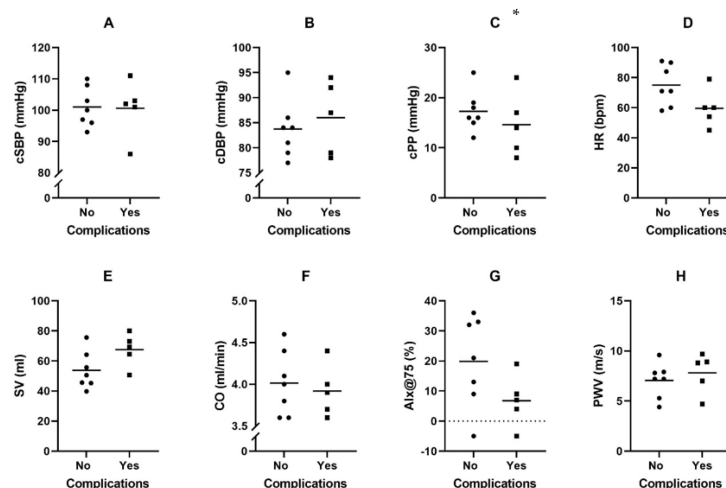 A
cSBP (mmHg)
120
110
100
90
80
0
No Yes
Complications
B
cDBP (mmHg)
100
95
90
85
80
75
0
No Yes
Complications
C *
cPP (mmHg)
30
20
10
0
No Yes
Complications
D
HR (bpm)
100
80
60
40
20
0
No Yes
Complications
E
SV (ml)
100
80
60
40
20
0
No Yes
Complications
F
CO (ml/min)
5.0
4.5
4.0
3.5
0
No Yes
Complications
G
AIx@75 (%)
40
30
20
10
0
-10
No Yes
Complications
H
PWV (m/s)
15
10
5
0
No Yes
Complications